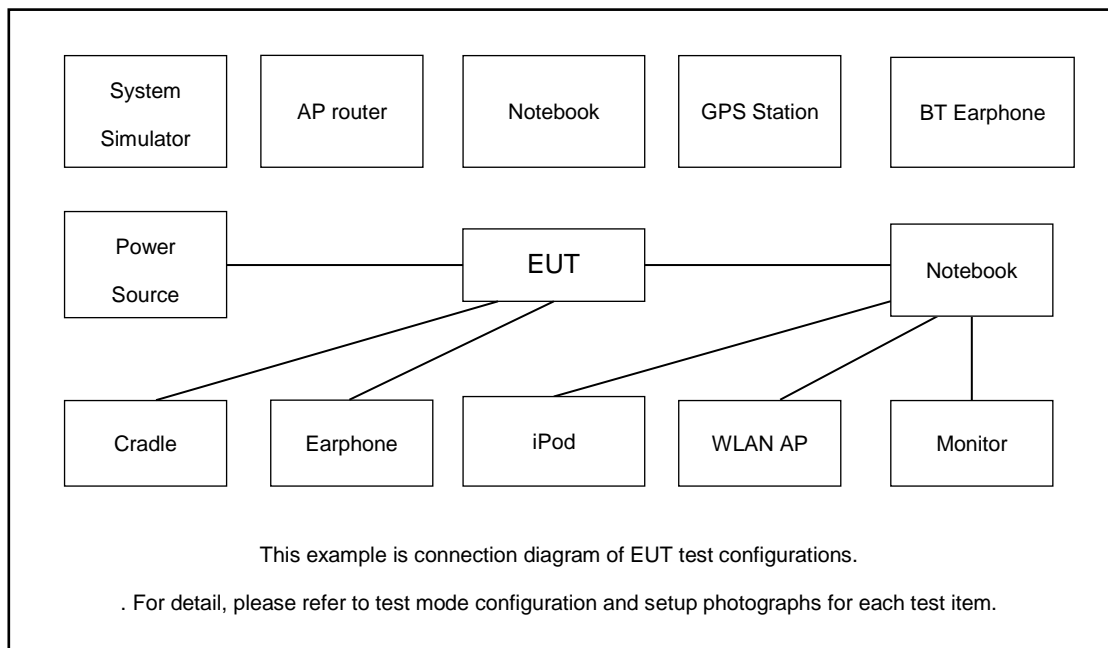 System
Simulator
AP router
Notebook
GPS Station
BT Earphone
Power
Source
EUT
Notebook
Cradle
Earphone
iPod
WLAN AP
Monitor
This example is connection diagram of EUT test configurations.
. For detail, please refer to test mode configuration and setup photographs for each test item.